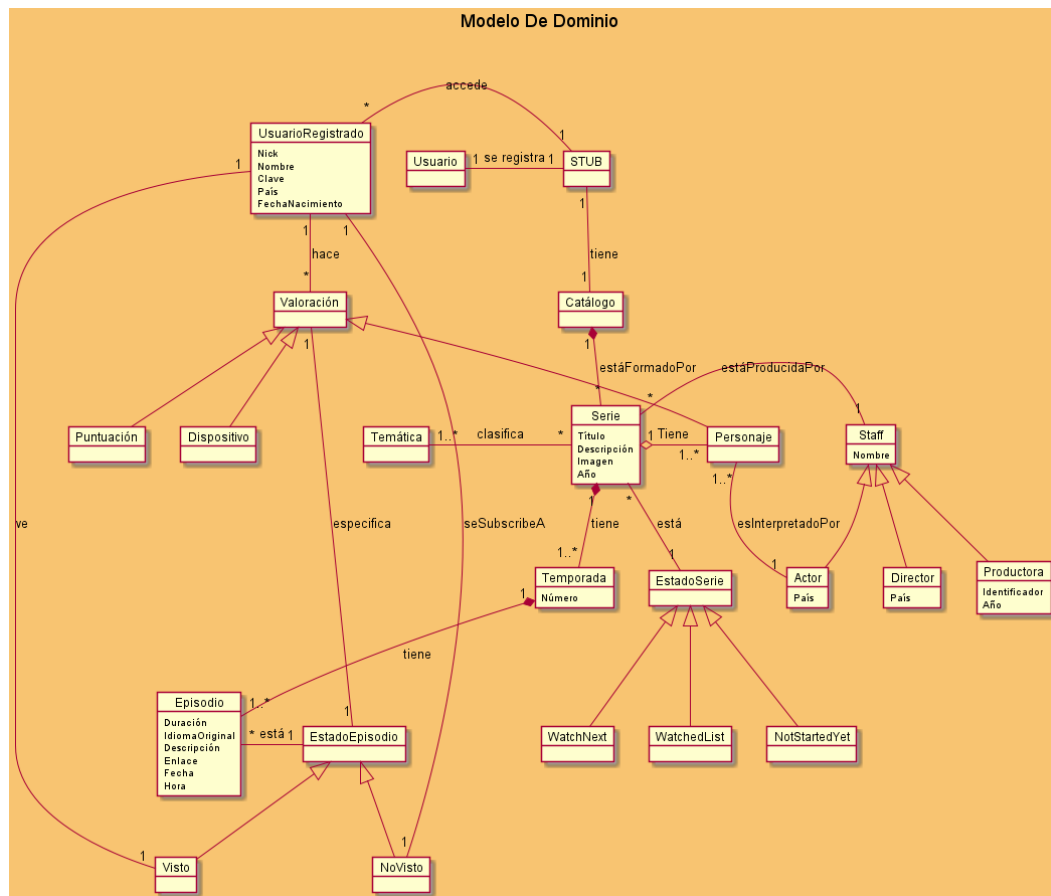 Modelo De Dominio
accede
*
1
UsuarioRegistrado
Nick
Nombre
Clave
País
FechaNacimiento
1
1
1
Usuario
1 se registra 1
STUB
1
hace
*
tiene
1
Valoración
1
Catálogo
1
estáFormadoPor
*
estáProducidaPor
*
1
Puntuación
Dispositivo
Temática
1..* clasifica *
Serie
Título
Descripción
Imagen
Año
1 Tiene
1..*
Personaje
1..*
Staff
Nombre
ve
especifica
seSubscribeA
1
tiene
1..*
*
está
1
esInterpretadoPor
1
Temporada
Número
1
EstadoSerie
Actor
País
Director
País
Productora
Identificador
Año
tiene
1..*
Episodio
Duración
IdiomaOriginal
Descripción
Enlace
Fecha
Hora
* está 1
1
EstadoEpisodio
WatchNext
WatchedList
NotStartedYet
1
Visto
1
NoVisto